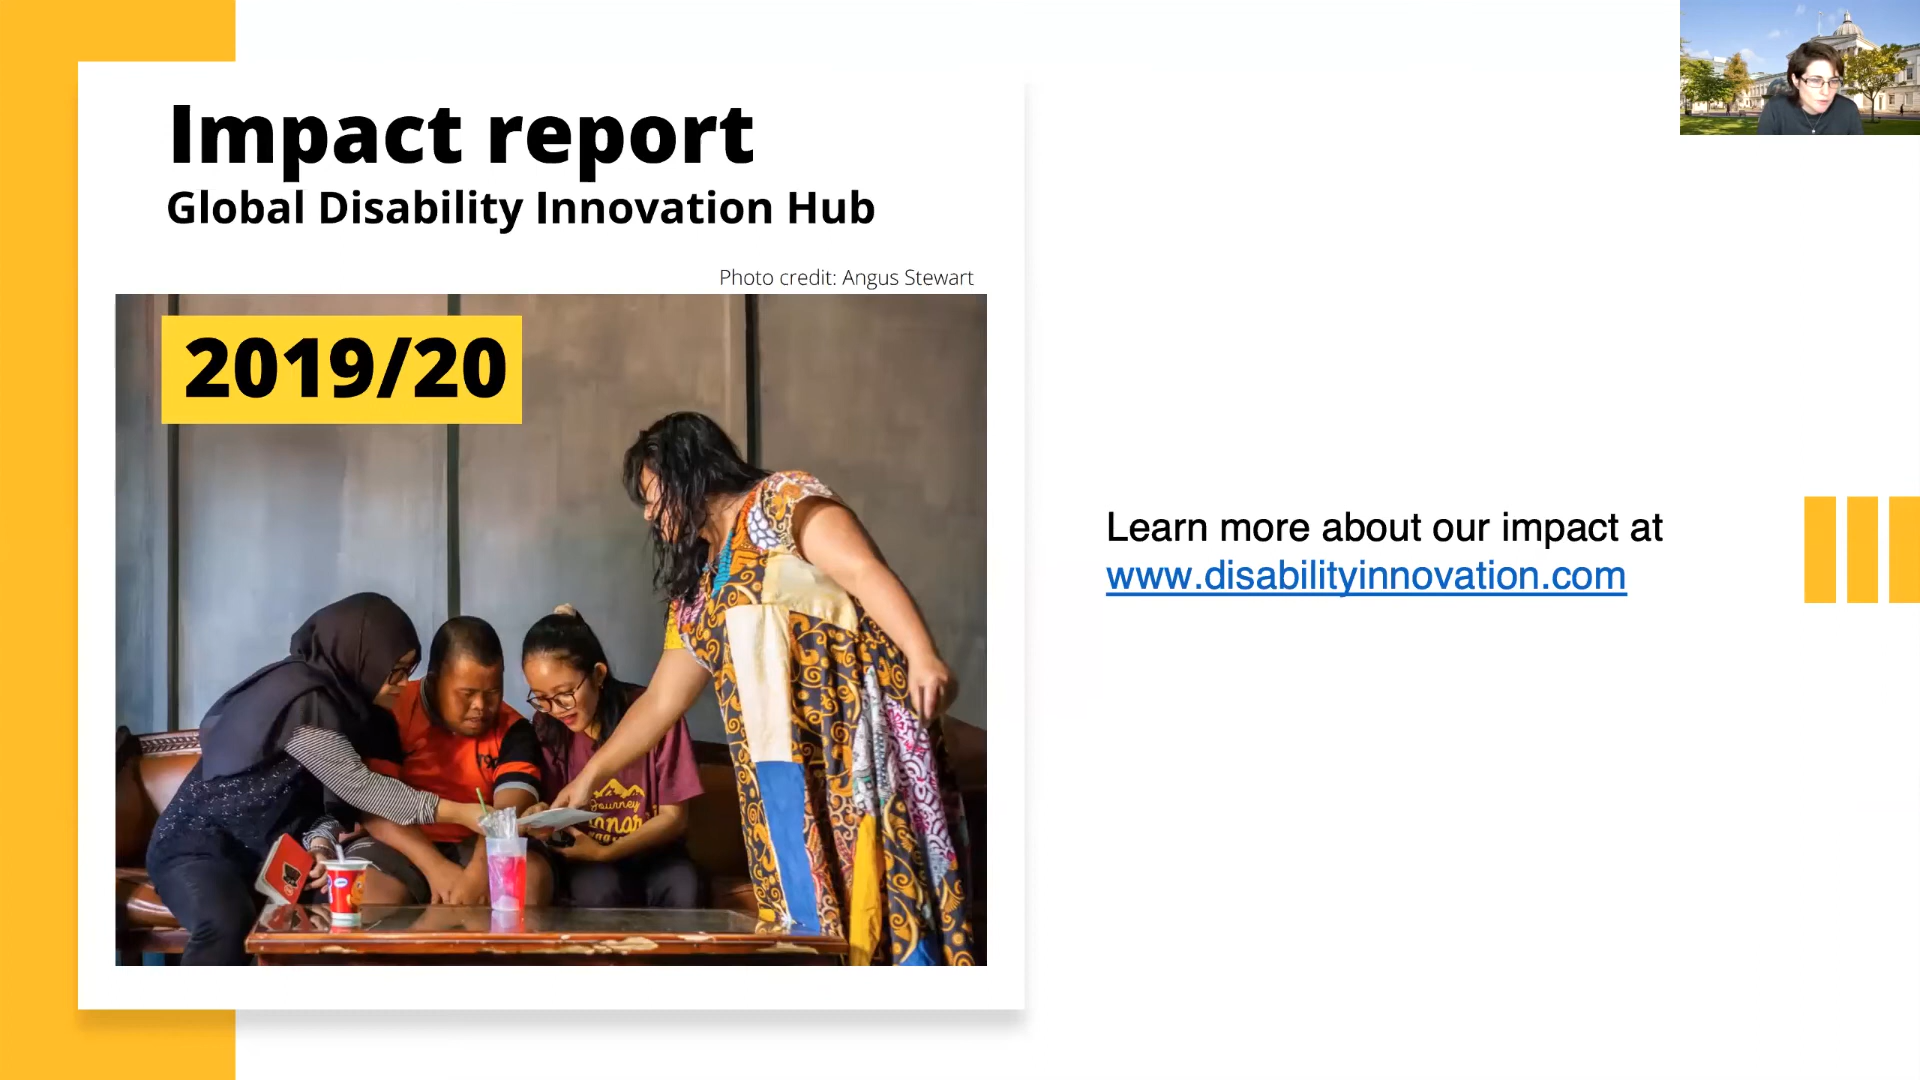 Impact report
Global Disability Innovation Hub
Photo credit: Angus Stewart
2019/20
Learn more about our impact at
www.disabilityinnovation.com
Journey